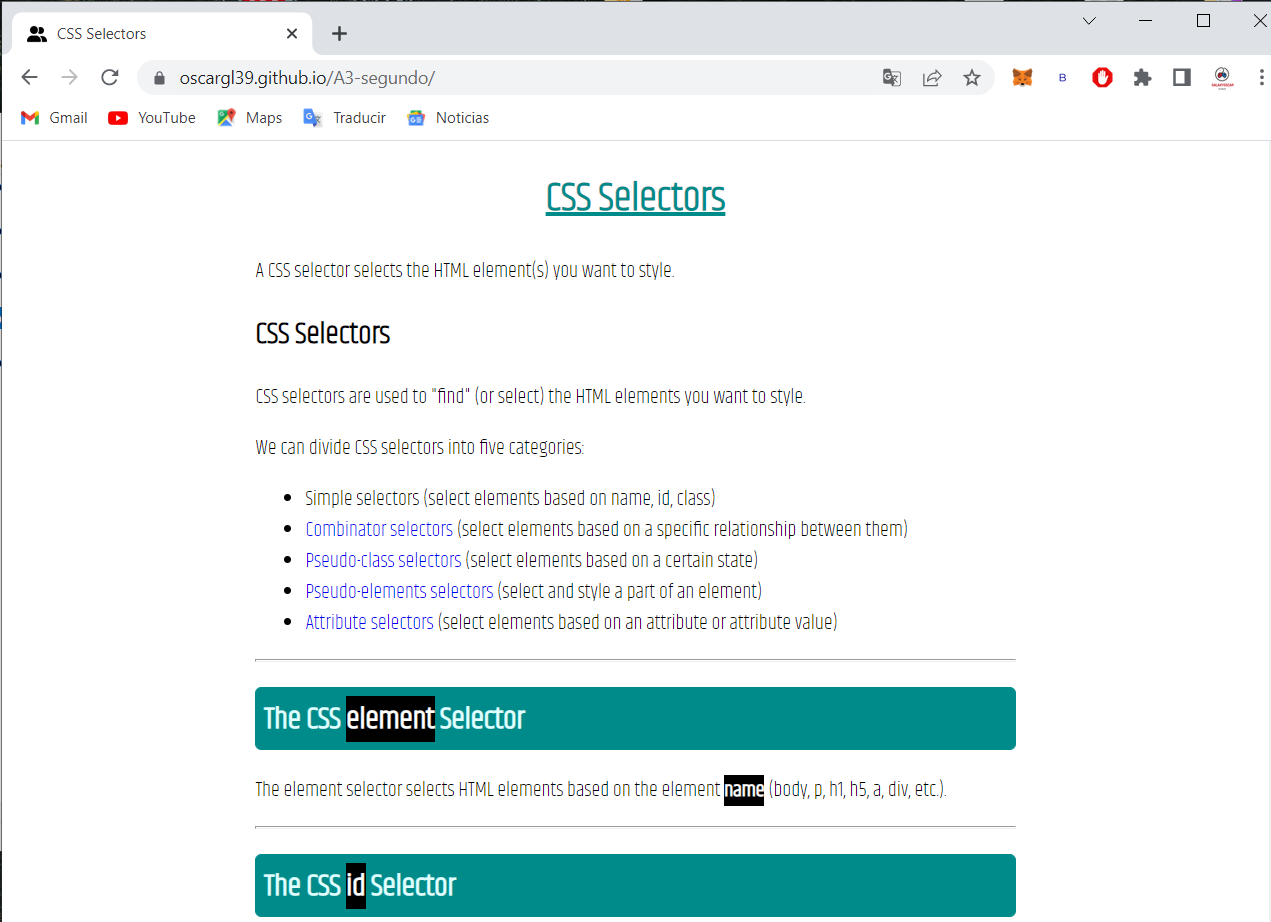 CSS Selectors
oscargl39.github.io/A3-segundo/
B
Gmail YouTube Maps Traducir Noticias
CSS Selectors
A CSS selector selects the HTML element(s) you want to style.
CSS Selectors
CSS selectors are used to "find" (or select) the HTML elements you want to style.
We can divide CSS selectors into five categories:
Simple selectors (select elements based on name, id, class)
Combinator selectors (select elements based on a specific relationship between them)
Pseudo-class selectors (select elements based on a certain state)
Pseudo-elements selectors (select and style a part of an element)
Attribute selectors (select elements based on an attribute or attribute value)
The CSS element Selector
The element selector selects HTML elements based on the element name (body, p, h1, h5, a, div, etc.).
The CSS id Selector